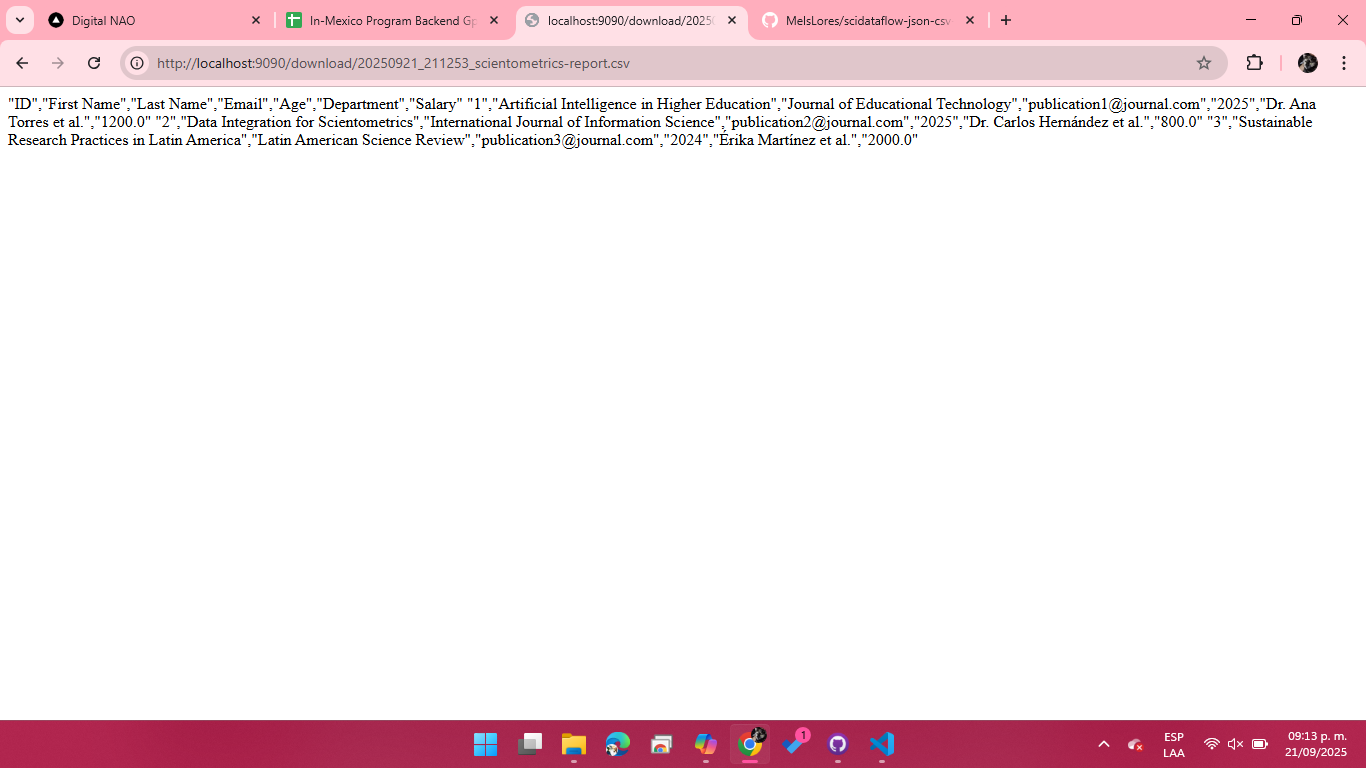 Digital NAO
In-Mexico Program Backend Gp
localhost:9090/download/20250
MelsLores/scidataflow-json-csv
http://localhost:9090/download/20250921_211253_scientometrics-report.csv
"ID","First Name","Last Name","Email","Age","Department","Salary" "1","Artificial Intelligence in Higher Education","Journal of Educational Technology","publication1@journal.com","2025","Dr. Ana
Torres et al.","1200.0" "2","Data Integration for Scientometrics","International Journal of Information Science","publication2@journal.com","2025","Dr. Carlos Hernández et al.","800.0" "3","Sustainable
Research Practices in Latin America","Latin American Science Review","publication3@journal.com","2024","Erika Martínez et al.","2000.0"
1
ESP
LAA
09:13 p. m.
21/09/2025